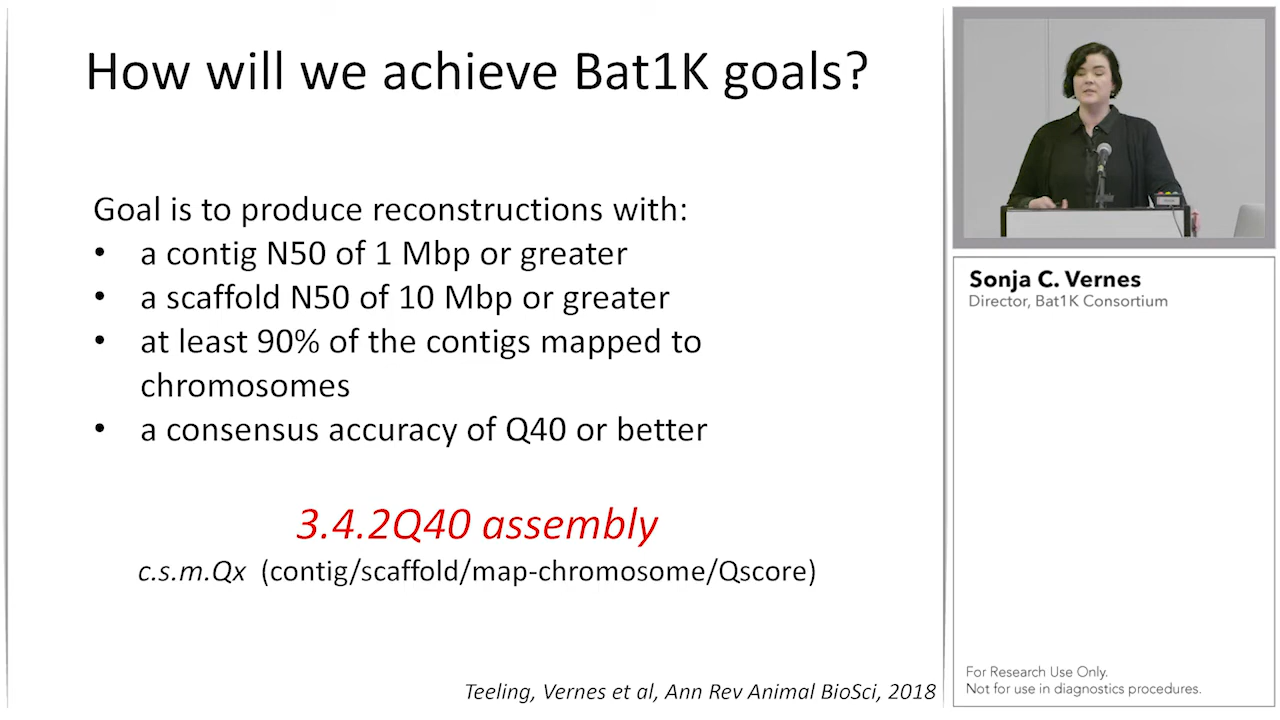 How will we achieve Bat1K goals?
Goal is to produce reconstructions with:
• a contig N50 of 1 Mbp or greater
• a scaffold N50 of 10 Mbp or greater
• at least 90% of the contigs mapped to
chromosomes
• a consensus accuracy of Q40 or better
3.4.2Q40 assembly
c.s.m.Qx (contig/scaffold/map-chromosome/Qscore)
Teeling, Vernes et al, Ann Rev Animal BioSci, 2018
Sonja C. Vernes
Director, Bat1K Consortium
For Research Use Only.
Not for use in diagnostics procedures.